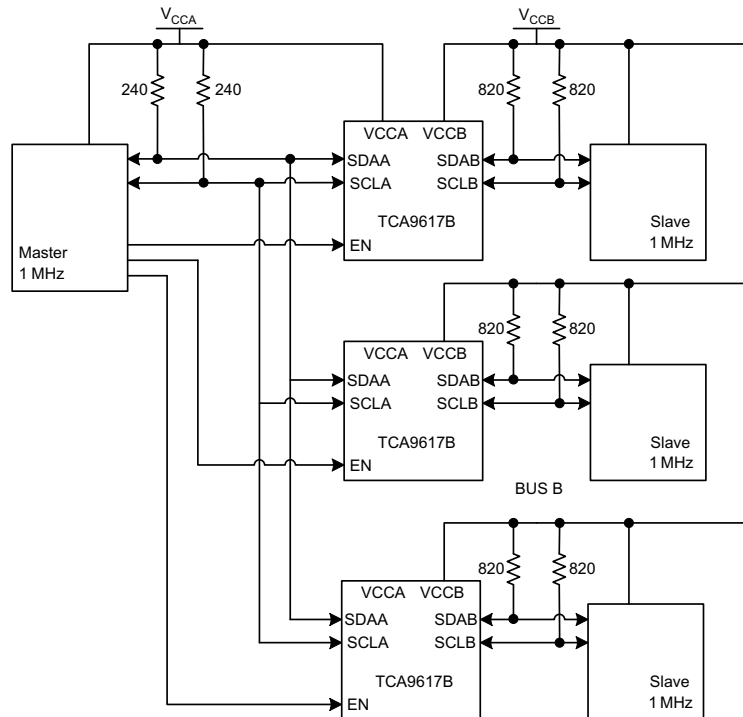 V_CCA
V_CCB
240 240
820 820
VCCA VCCB
SDAA SDAB
SCLA SCLB
TCA9617B
EN
Master
1 MHz
Slave
1 MHz
820 820
VCCA VCCB
SDAA SDAB
SCLA SCLB
TCA9617B
EN
Slave
1 MHz
BUS B
820 820
VCCA VCCB
SDAA SDAB
SCLA SCLB
TCA9617B
EN
Slave
1 MHz